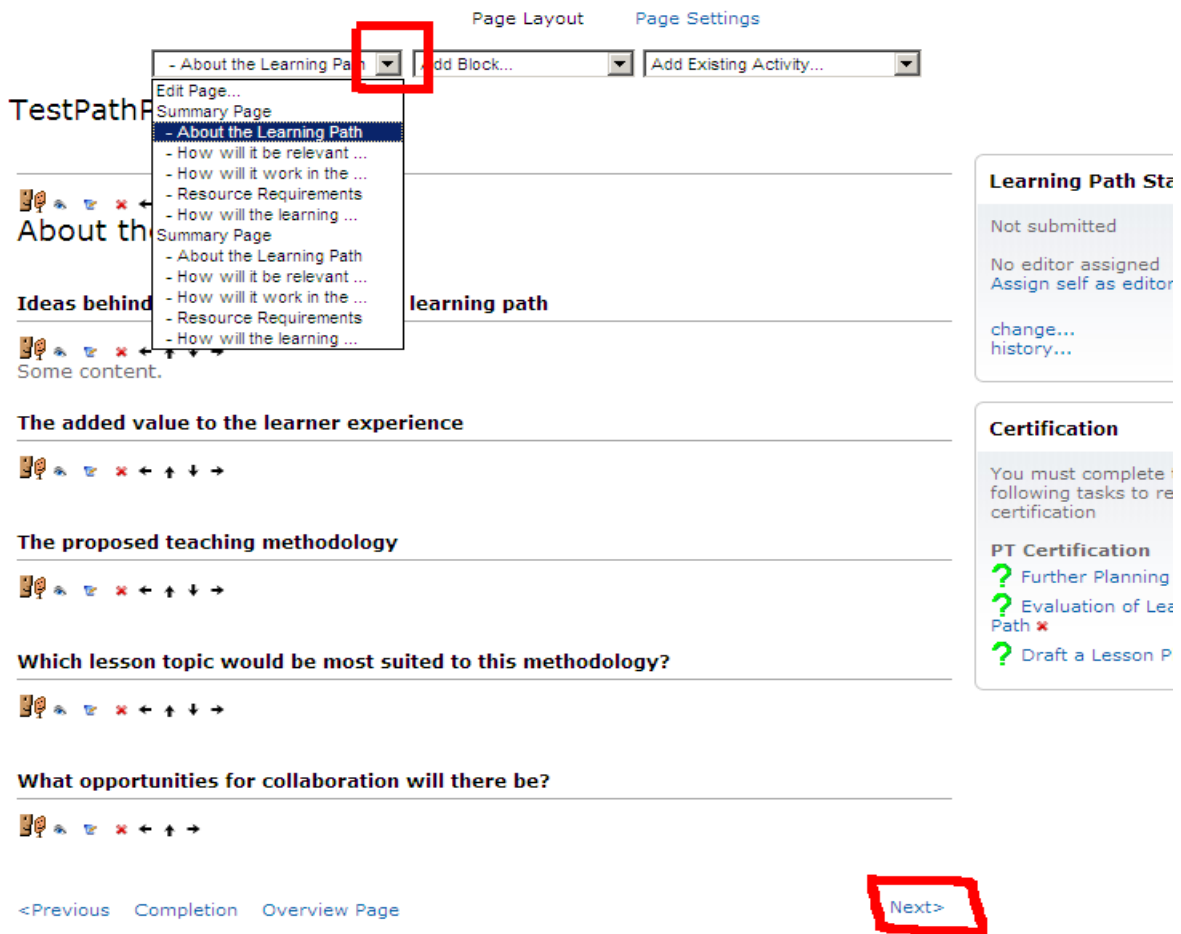 Page Layout Page Settings
- About the Learning Path Add Block... Add Existing Activity...
Edit Page...
Summary Page
- About the Learning Path
- How will it be relevant ...
- How will it work in the ...
- Resource Requirements
- How will the learning ...
Summary Page
- About the Learning Path
- How will it be relevant ...
- How will it work in the ...
- Resource Requirements
- How will the learning ...
TestPathP
About th
Ideas behind learning path
Some content.
The added value to the learner experience
The proposed teaching methodology
Which lesson topic would be most suited to this methodology?
What opportunities for collaboration will there be?
<Previous Completion Overview Page Next>
Learning Path Sta
Not submitted
No editor assigned
Assign self as editor
change...
history...
Certification
You must complete
following tasks to re
certification
PT Certification
? Further Planning
? Evaluation of Lea
Path
? Draft a Lesson P